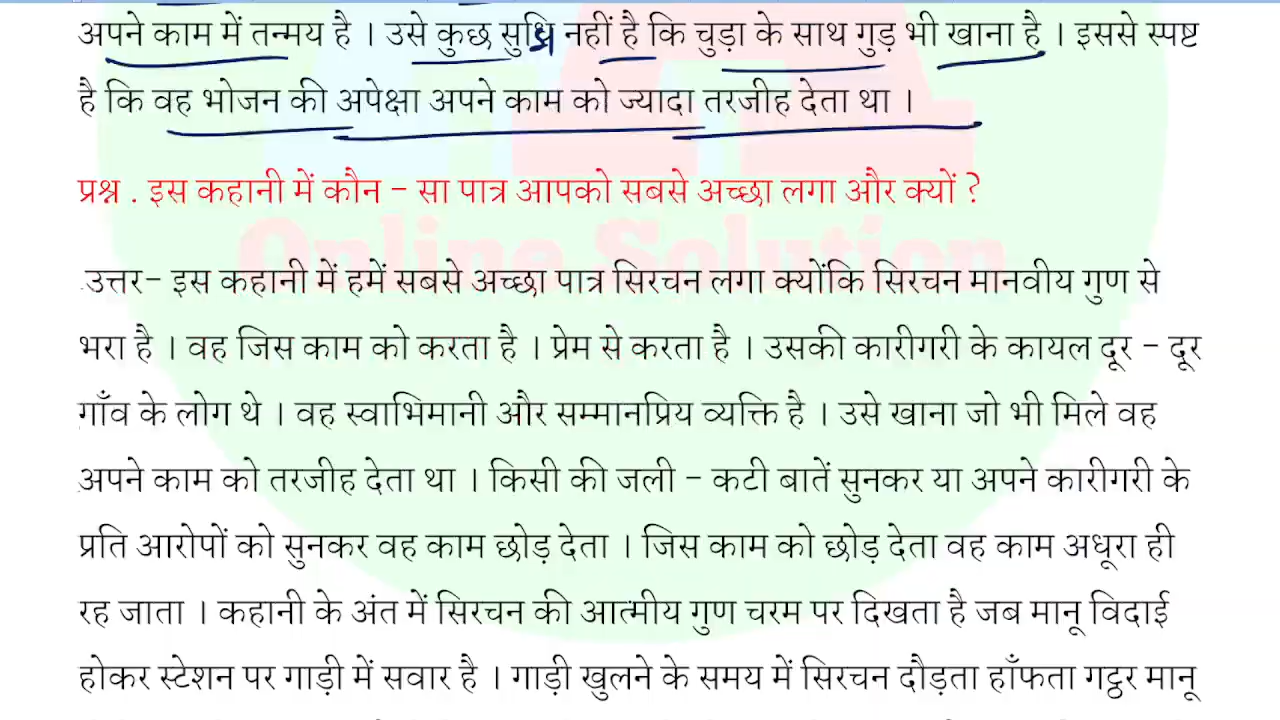 अपने काम में तन्मय है । उसे कुछ सुधि नहीं है कि चुड़ा के साथ गुड़ भी खाना है । इससे स्पष्ट
है कि वह भोजन की अपेक्षा अपने काम को ज्यादा तरजीह देता था ।
प्रश्न . इस कहानी में कौन – सा पात्र आपको सबसे अच्छा लगा और क्यों ?
Online Solution
उत्तर– इस कहानी में हमें सबसे अच्छा पात्र सिरचन लगा क्योंकि सिरचन मानवीय गुण से
भरा है । वह जिस काम को करता है । प्रेम से करता है । उसकी कारीगरी के कायल दूर – दूर
गाँव के लोग थे । वह स्वाभिमानी और सम्मानप्रिय व्यक्ति है । उसे खाना जो भी मिले वह
अपने काम को तरजीह देता था । किसी की जली – कटी बातें सुनकर या अपने कारीगरी के
प्रति आरोपों को सुनकर वह काम छोड़ देता । जिस काम को छोड़ देता वह काम अधूरा ही
रह जाता । कहानी के अंत में सिरचन की आत्मीय गुण चरम पर दिखता है जब मानू विदाई
होकर स्टेशन पर गाड़ी में सवार है । गाड़ी खुलने के समय में सिरचन दौड़ता हाँफता गट्ठर मानू